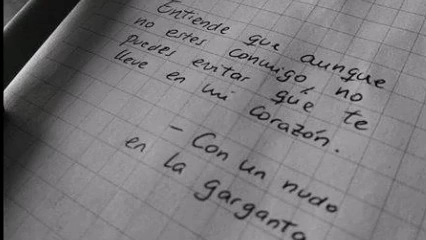 Entiende que aunque
no estes conmigo, no
puedes evitar que te
lleve en mi corazón.
- Con un nudo
en la garganta